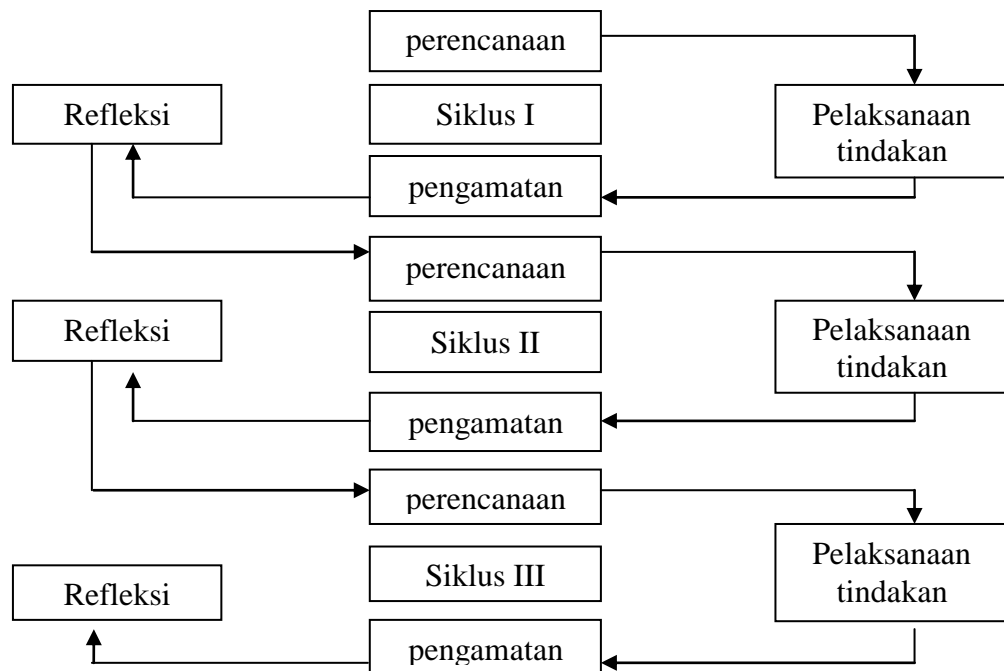 perencanaan
Refleksi
Siklus I
Pelaksanaan
tindakan
pengamatan
perencanaan
Refleksi
Siklus II
Pelaksanaan
tindakan
pengamatan
perencanaan
Refleksi
Siklus III
Pelaksanaan
tindakan
pengamatan